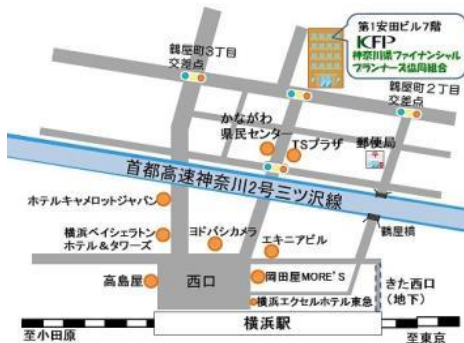 第1安田ビル7階
KFP
神奈川県ファイナンシャル
プランナーズ協同組合
鶴屋町3丁目
交差点
鶴屋町2丁目
交差点
かながわ
県民センター
TSプラザ
郵便局
首都高速神奈川2号三ツ沢線
ホテルキャメロットジャパン
鶴屋橋
横浜ベイシェラトン
ホテル&タワーズ
ヨドバシカメラ
エキニアビル
高島屋
西口
岡田屋MORE'S
きた西口
(地下)
横浜エクセルホテル東急
至小田原
横浜駅
至東京